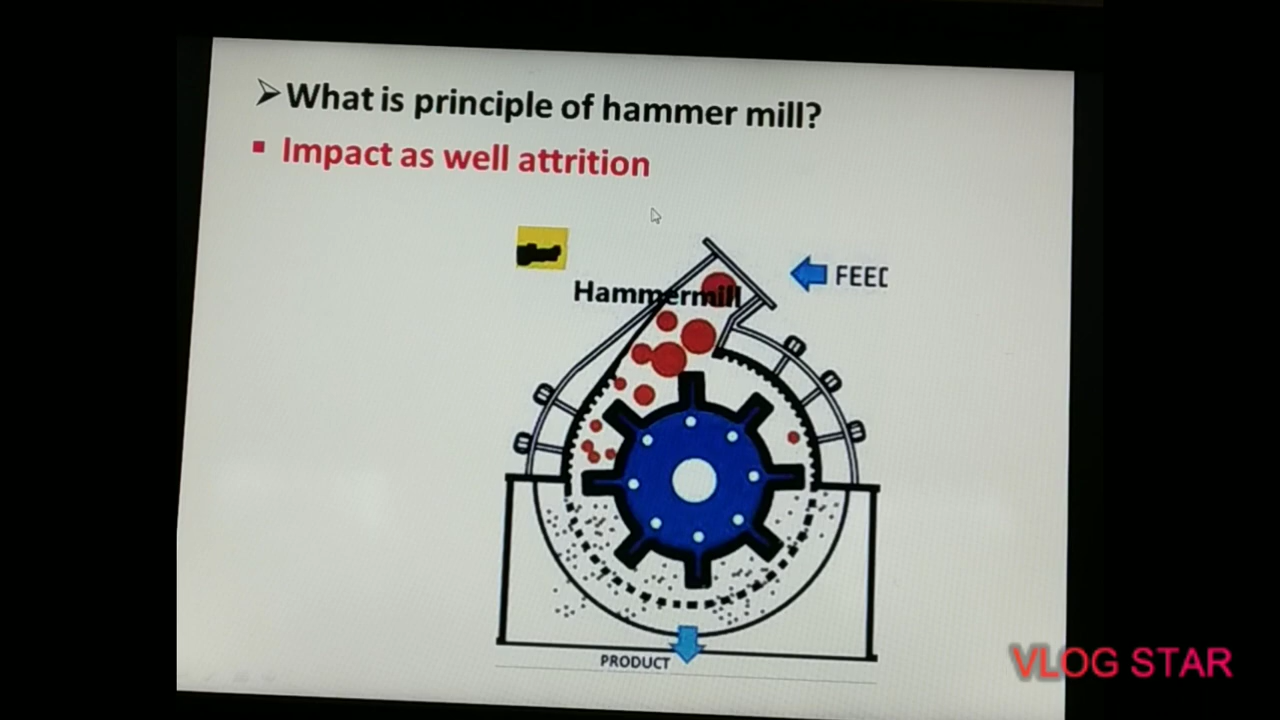 What is principle of hammer mill?
Impact as well attrition
FEED
Hammermill
PRODUCT
VLOG STAR